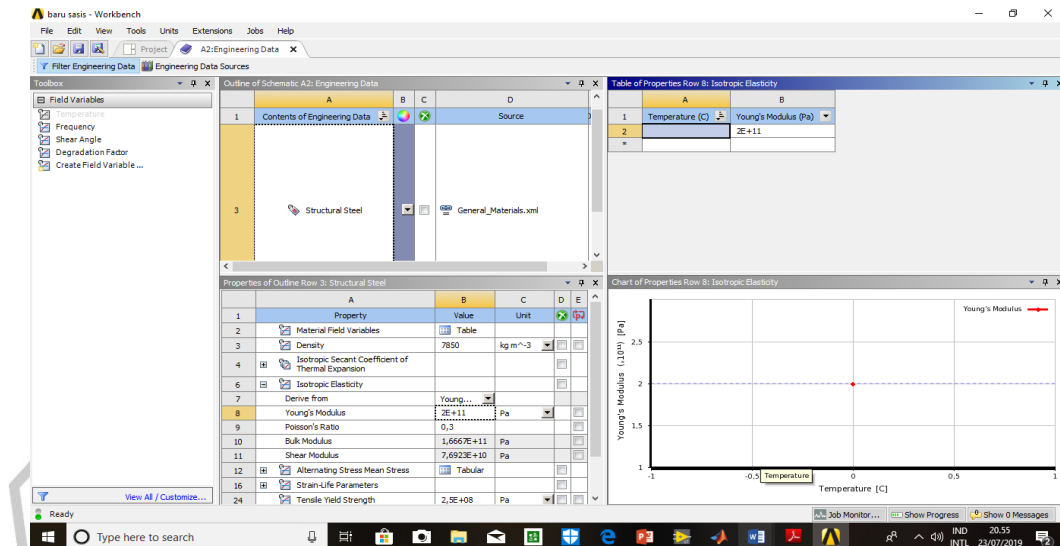 baru sasis - Workbench
File Edit View Tools Units Extensions Jobs Help
Project A2:Engineering Data
Filter Engineering Data Engineering Data Sources
Toolbox
Field Variables
Temperature
Frequency
Shear Angle
Degradation Factor
Create Field Variable ...
View All / Customize...
Outline of Schematic A2: Engineering Data
A B C D
1 Contents of Engineering Data Source
3 Structural Steel General_Materials.xml
Properties of Outline Row 3: Structural Steel
A B C D E
1 Property Value Unit
2 Material Field Variables Table
3 Density 7850 kg m^-3
4 Isotropic Secant Coefficient of Thermal Expansion
6 Isotropic Elasticity
7 Derive from Young...
8 Young's Modulus 2E+11 Pa
9 Poisson's Ratio 0,3
10 Bulk Modulus 1,6667E+11 Pa
11 Shear Modulus 7,6923E+10 Pa
12 Alternating Stress Mean Stress Tabular
16 Strain-Life Parameters
24 Tensile Yield Strength 2,5E+08 Pa
Table of Properties Row 8: Isotropic Elasticity
A B
1 Temperature (C) Young's Modulus (Pa)
2 2E+11
*
Chart of Properties Row 8: Isotropic Elasticity
Young's Modulus
Young's Modulus (.10¹¹) [Pa]
2,5
2
1,5
1
-1 -0,5 0 0,5 1
Temperature
Temperature [C]
Ready
Job Monitor... Show Progress Show 0 Messages
Type here to search
IND 20.55
INTL 23/07/2019